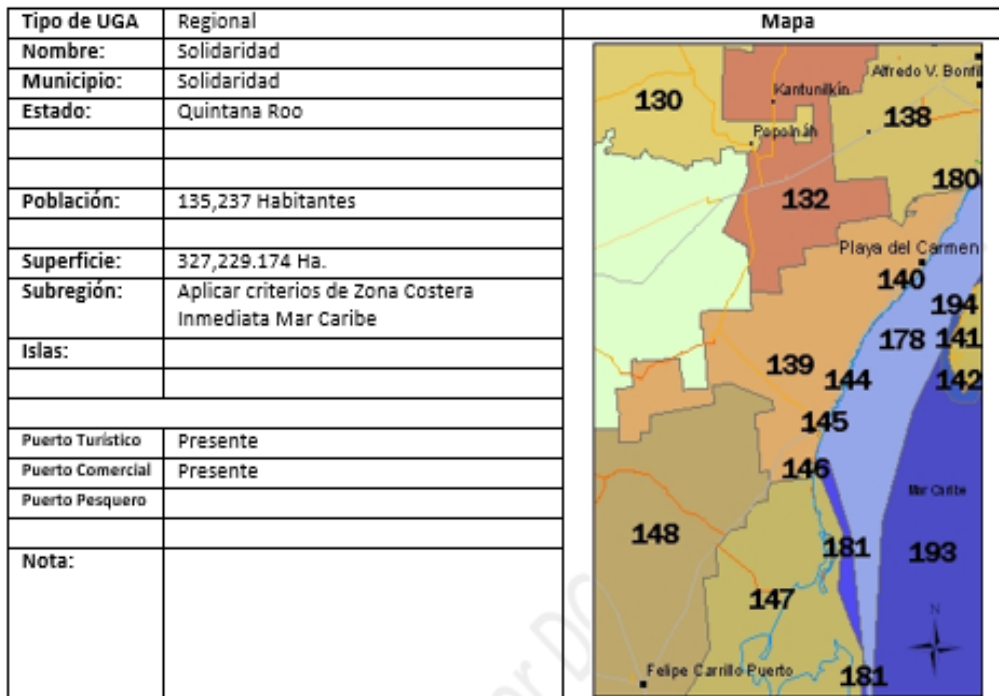 Tipo de UGA Regional Mapa
Nombre: Solidaridad
Municipio: Solidaridad
Estado: Quintana Roo
Población: 135,237 Habitantes
Superficie: 327,229.174 Ha.
Subregión: Aplicar criterios de Zona Costera
Inmediata Mar Caribe
Islas:
Puerto Turístico Presente
Puerto Comercial Presente
Puerto Pesquero
Nota:
Alfredo V. Bonfil
130
Kantunilkín
138
Popolnáh
180
132
Playa del Carmen
140
194
178 141
139
144 142
145
146
Mar Caribe
148
181 193
147
N
Felipe Carrillo Puerto
181
or